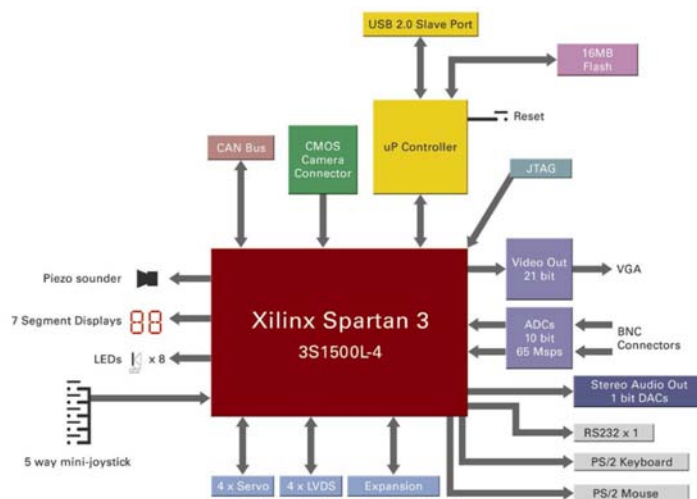 USB 2.0 Slave Port
16MB
Flash
uP Controller
Reset
CAN Bus
CMOS
Camera
Connector
JTAG
Piezo sounder
7 Segment Displays
88
LEDs
x 8
5 way mini-joystick
Xilinx Spartan 3
3S1500L-4
Video Out
21 bit
VGA
ADCs
10 bit
65 Msps
BNC
Connectors
Stereo Audio Out
1 bit DACs
RS232 x 1
PS/2 Keyboard
PS/2 Mouse
4 x Servo
4 x LVDS
Expansion